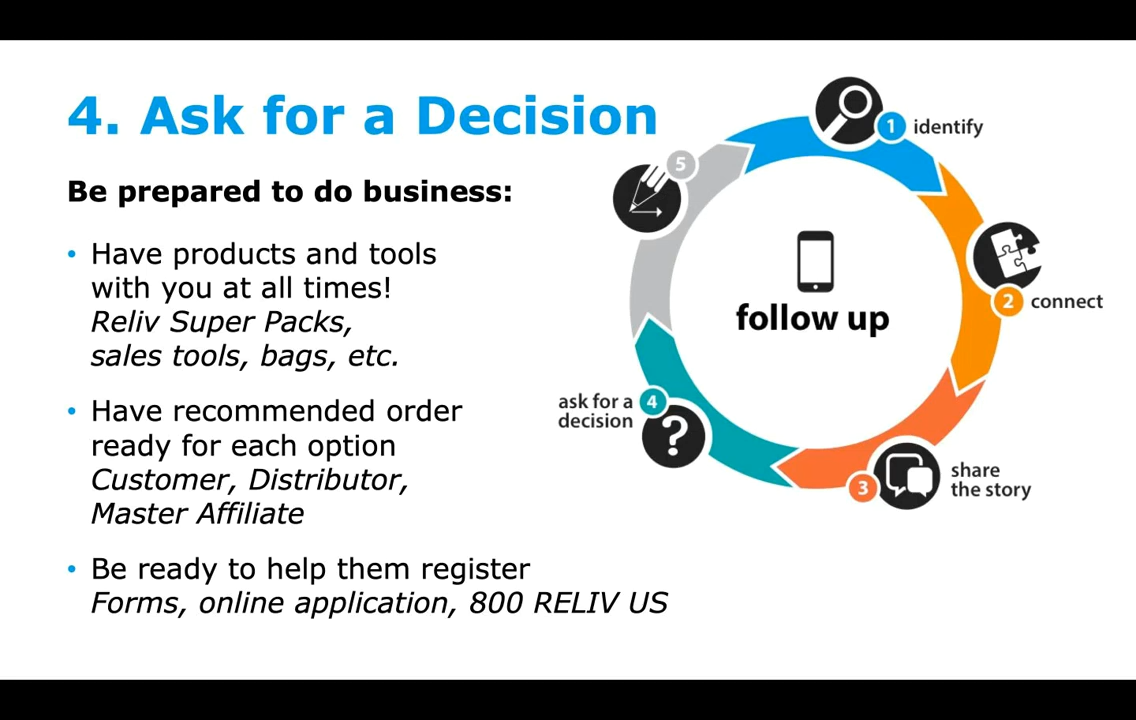 4. Ask for a Decision
Be prepared to do business:
• Have products and tools
with you at all times!
Reliv Super Packs,
sales tools, bags, etc.
• Have recommended order
ready for each option
Customer, Distributor,
Master Affiliate
• Be ready to help them register
Forms, online application, 800 RELIV US
1 identify
2 connect
3 share
the story
4 ask for a
decision
5
follow up